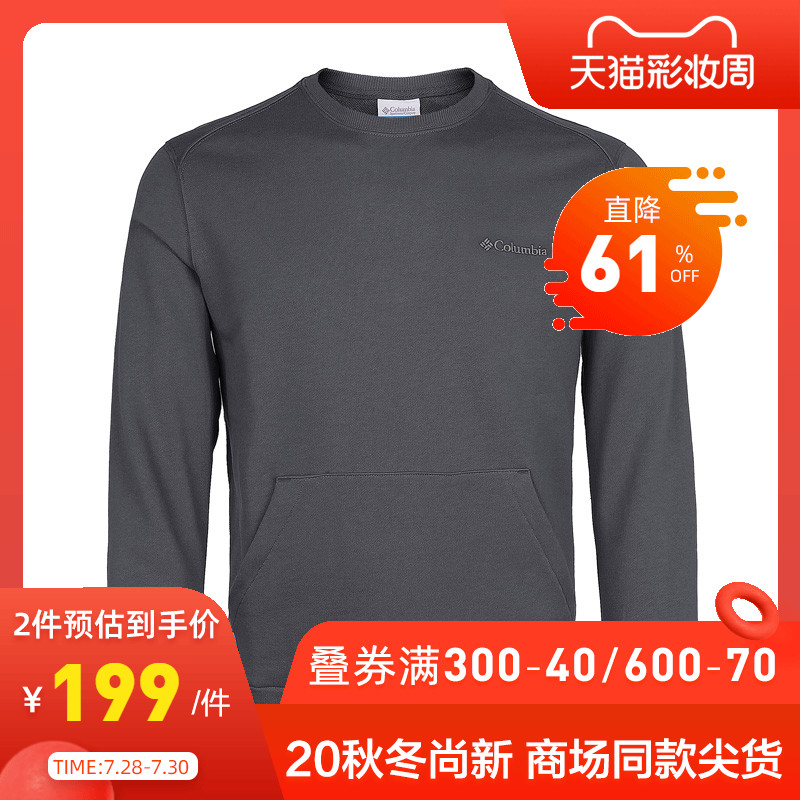 天猫彩妆周
Columbia
直降
61% OFF
Columbia
2件预估到手价
¥199/件
TIME:7.28-7.30
叠券满300-40/600-70
20秋冬尚新 商场同款尖货